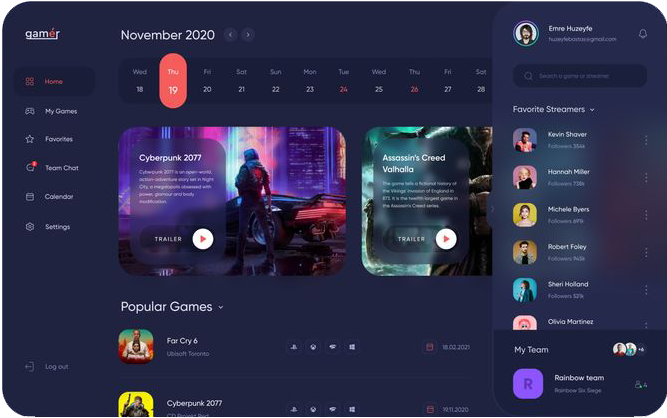 gamér
Home
My Games
Favorites
Team Chat
Calendar
Settings
Log out
November 2020
Wed Thu Fri Sat Sun Mon Tue Wed Thu Fri Sat
18 19 20 21 22 23 24 25 26 27 28
Cyberpunk 2077
Cyberpunk 2077 is an open-world,
action-adventure story set in Night
City, a megalopolis obsessed with
power, glamour and body
modification.
TRAILER
Assassin's Creed
Valhalla
The game tells a fictional history of
the Vikings' invasion of England in
873. It is the twelfth largest game in
the Assassin's Creed series.
TRAILER
Popular Games
Far Cry 6
Ubisoft Toronto
18.02.2021
Cyberpunk 2077
CD Projekt Red
19.11.2020
Emre Huzeyfe
huzeyfebostas@gmail.com
Search a game or streamer
Favorite Streamers
Kevin Shaver
Followers 354k
Hannah Miller
Followers 738k
Michele Byers
Followers 697k
Robert Foley
Followers 745k
Sheri Holland
Followers 521k
Olivia Martinez
My Team
+6
R
Rainbow team
Rainbow Six Siege
4